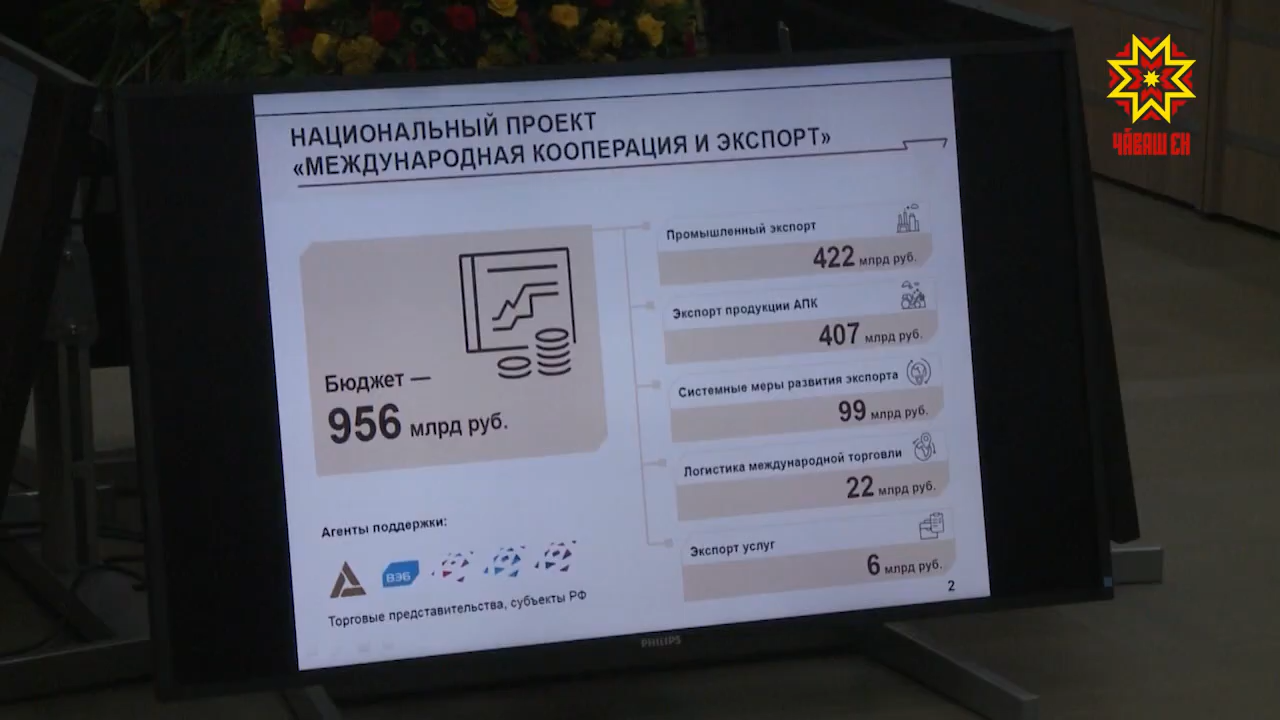 НАЦИОНАЛЬНЫЙ ПРОЕКТ
«МЕЖДУНАРОДНАЯ КООПЕРАЦИЯ И ЭКСПОРТ»
Бюджет —
956 млрд руб.
Агенты поддержки:
ВЭБ
Торговые представительства, субъекты РФ
Промышленный экспорт
422 млрд руб.
Экспорт продукции АПК
407 млрд руб.
Системные меры развития экспорта
99 млрд руб.
Логистика международной торговли
22 млрд руб.
Экспорт услуг
6 млрд руб.
2
PHILIPS
ЧӐВАШ ЕН